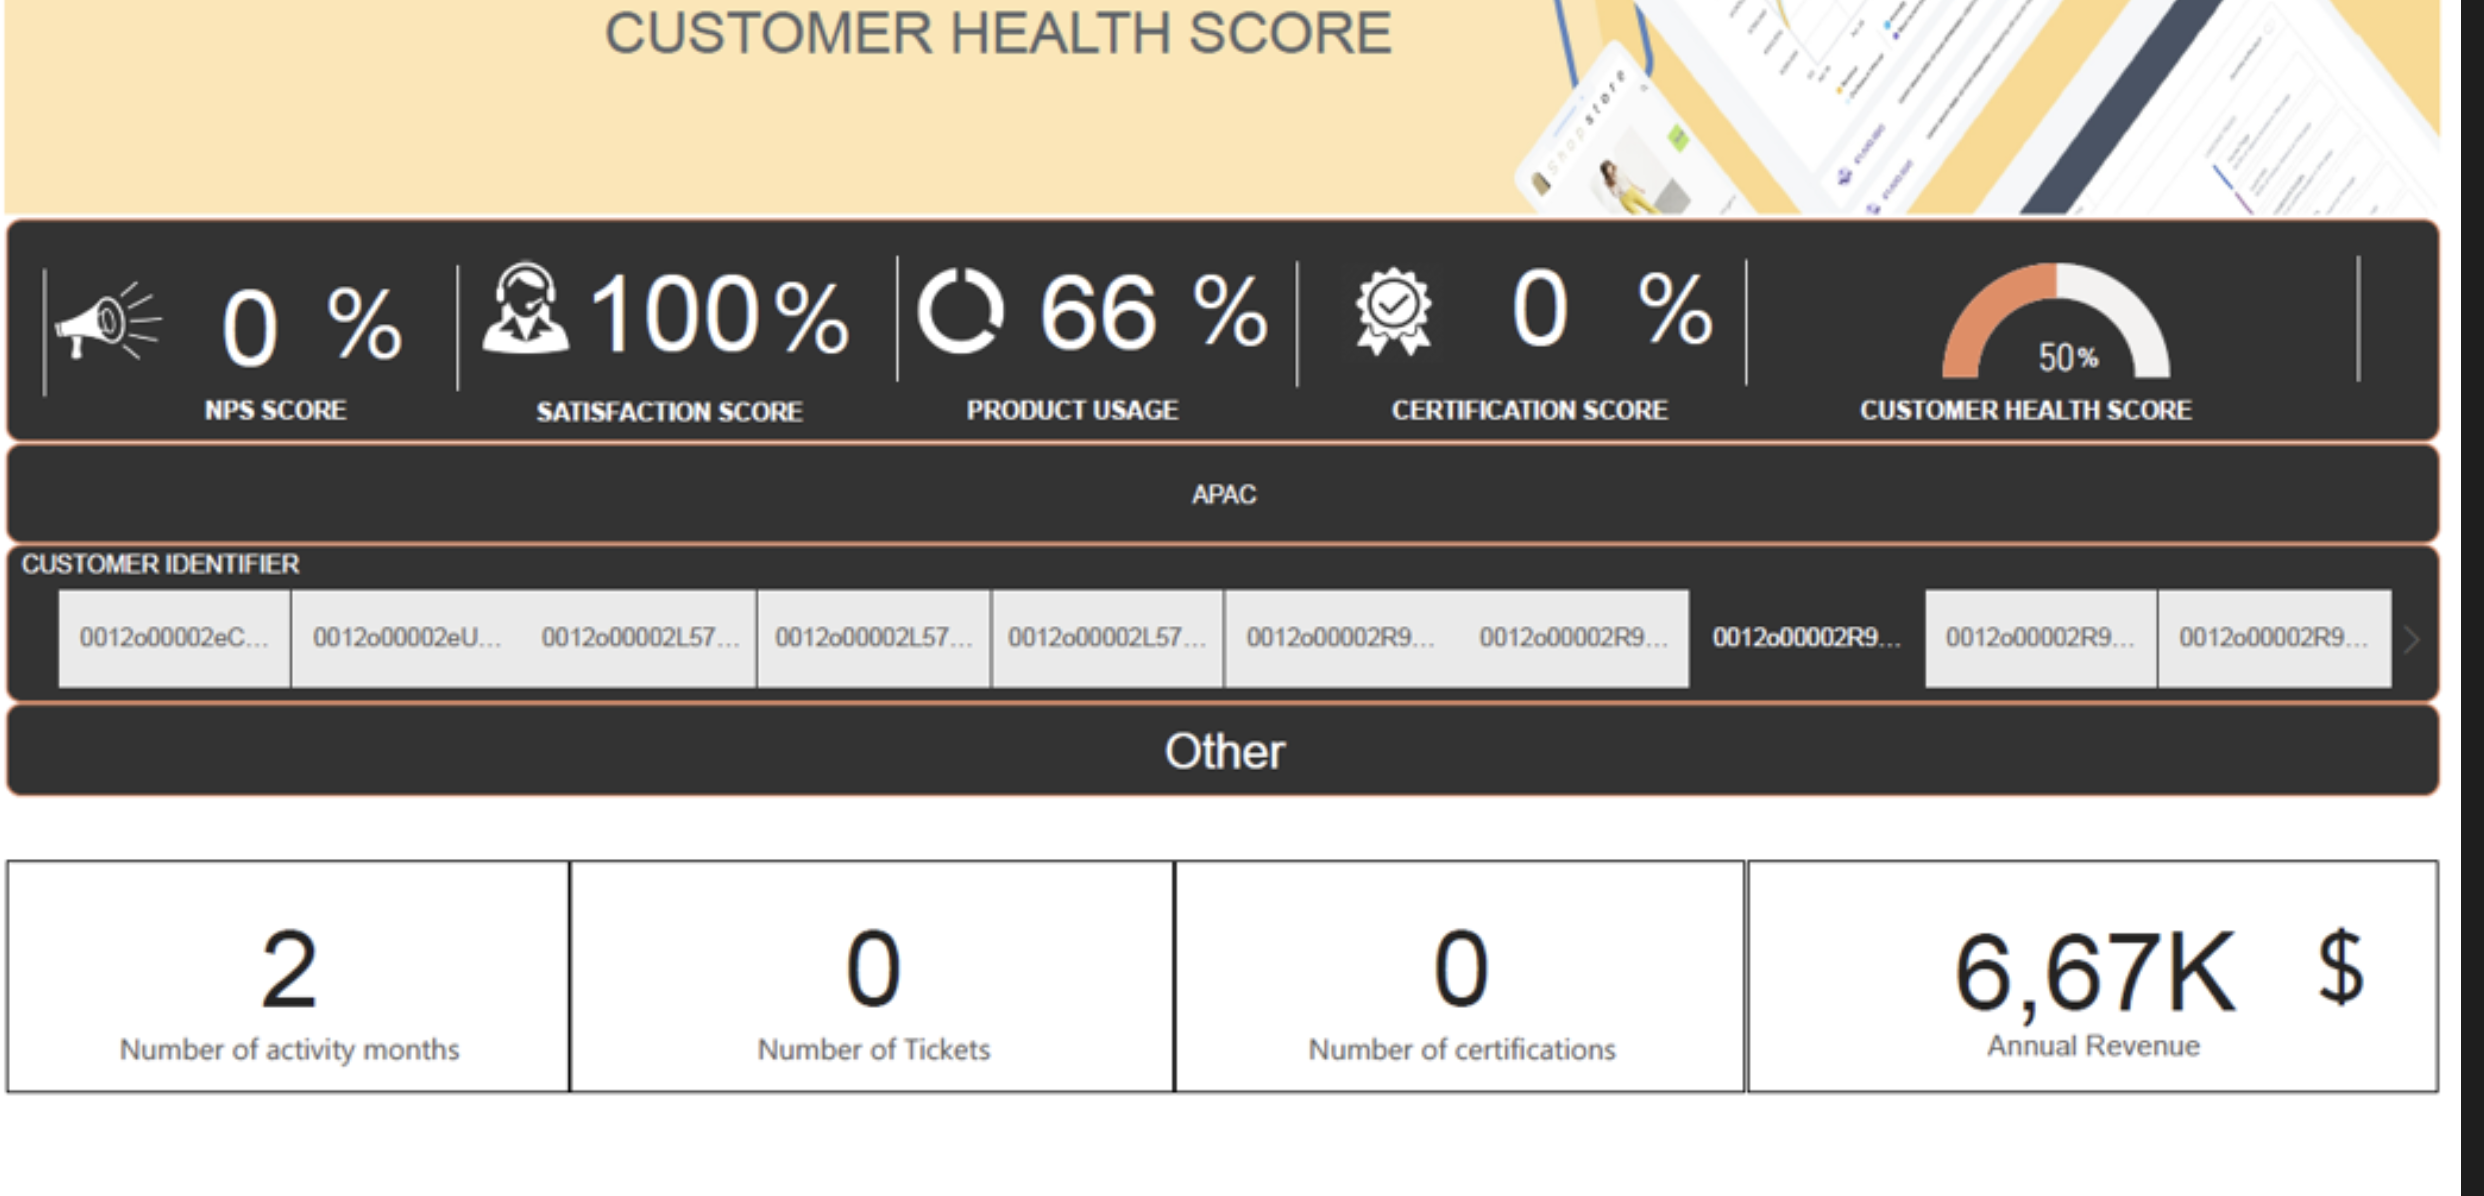 CUSTOMER HEALTH SCORE
Shopstore
0 %
100 %
66 %
0 %
50%
NPS SCORE
SATISFACTION SCORE
PRODUCT USAGE
CERTIFICATION SCORE
CUSTOMER HEALTH SCORE
APAC
CUSTOMER IDENTIFIER
0012o00002eC... 0012o00002eU... 0012o00002L57... 0012o00002L57... 0012o00002L57... 0012o00002R9... 0012o00002R9... 0012o00002R9... 0012o00002R9... 0012o00002R9...
Other
2
Number of activity months
0
Number of Tickets
0
Number of certifications
6,67K $
Annual Revenue